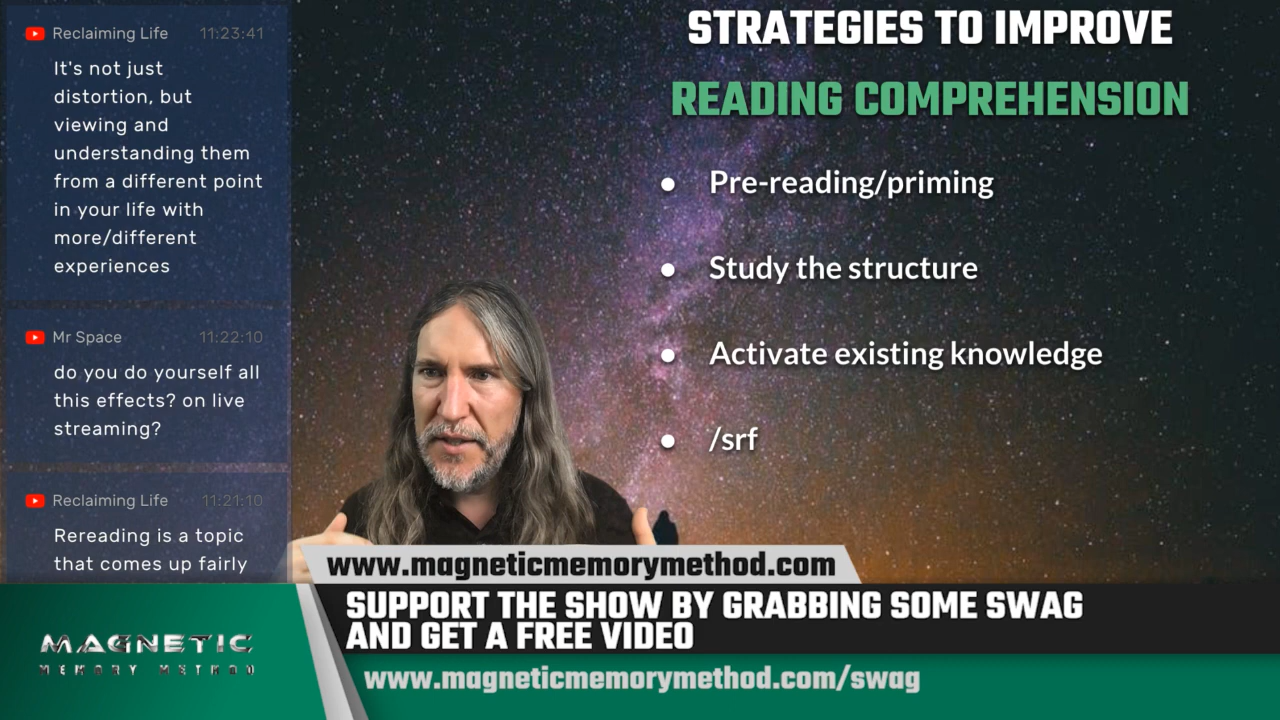 Reclaiming Life 11:23:41
It's not just
distortion, but
viewing and
understanding them
from a different point
in your life with
more/different
experiences
Mr Space 11:22:10
do you do yourself all
this effects? on live
streaming?
Reclaiming Life 11:21:10
Rereading is a topic
that comes up fairly
STRATEGIES TO IMPROVE
READING COMPREHENSION
• Pre-reading/priming
• Study the structure
• Activate existing knowledge
• /srf
www.magneticmemorymethod.com
SUPPORT THE SHOW BY GRABBING SOME SWAG
AND GET A FREE VIDEO
www.magneticmemorymethod.com/swag
MAGNETIC
MEMORY METHOD